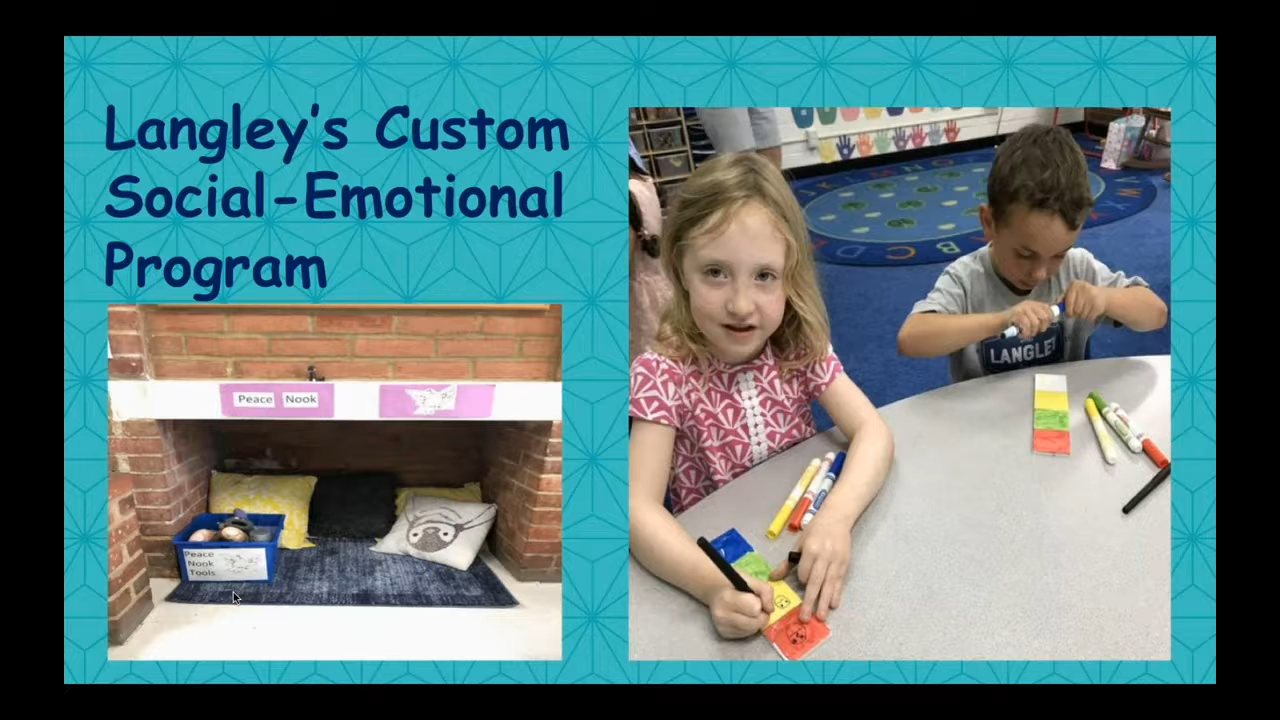 Langley's Custom
Social-Emotional
Program
Peace Nook
Peace
Nook
Tools
LANGLEY